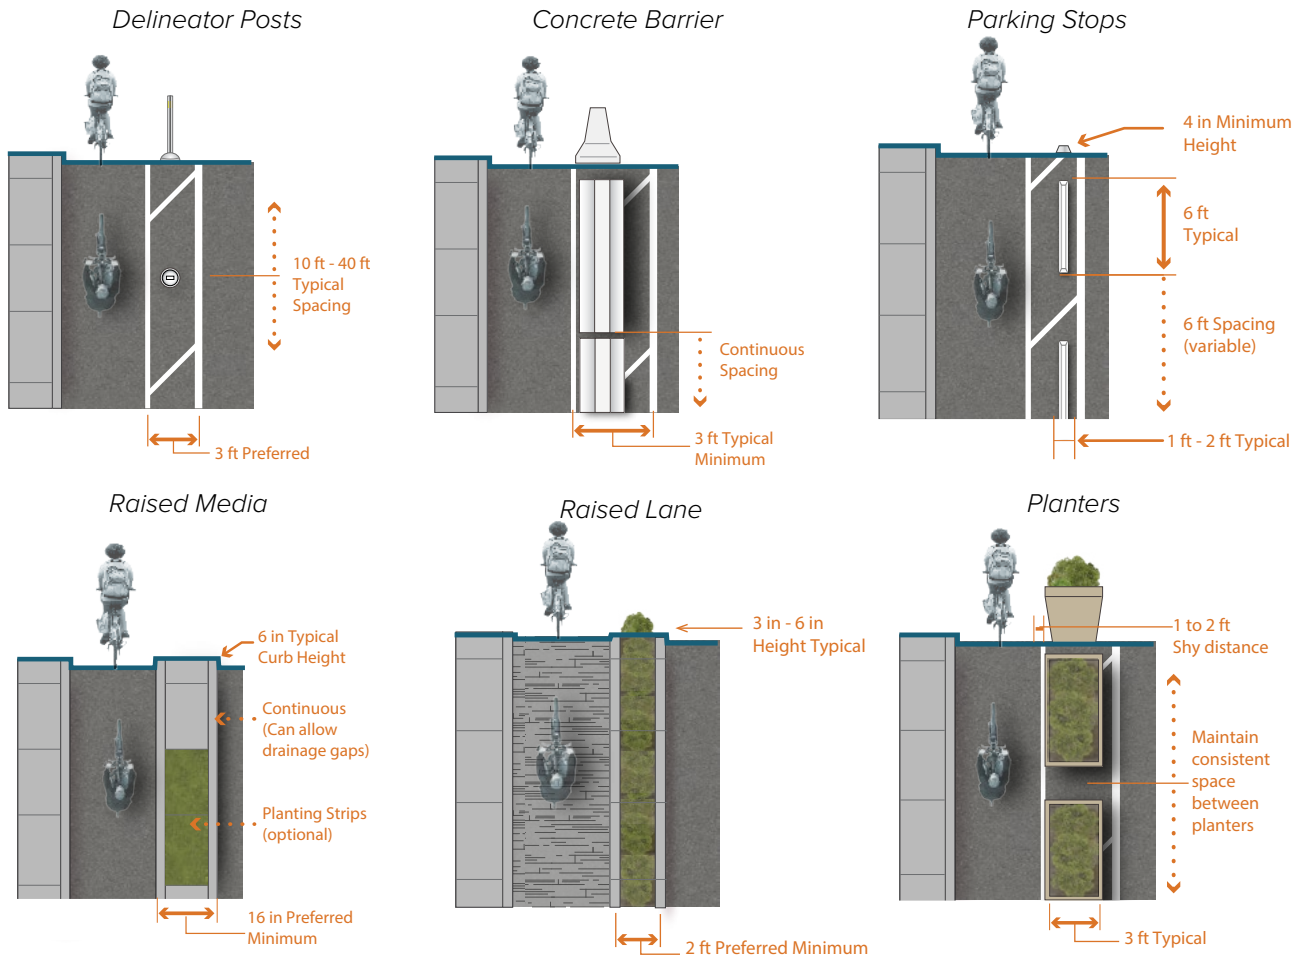 Delineator Posts
10 ft - 40 ft
Typical
Spacing
3 ft Preferred
Concrete Barrier
Continuous
Spacing
3 ft Typical
Minimum
Parking Stops
4 in Minimum
Height
6 ft
Typical
6 ft Spacing
(variable)
1 ft - 2 ft Typical
Raised Media
6 in Typical
Curb Height
Continuous
(Can allow
drainage gaps)
Planting Strips
(optional)
16 in Preferred
Minimum
Raised Lane
3 in - 6 in
Height Typical
2 ft Preferred Minimum
Planters
1 to 2 ft
Shy distance
Maintain
consistent
space
between
planters
3 ft Typical